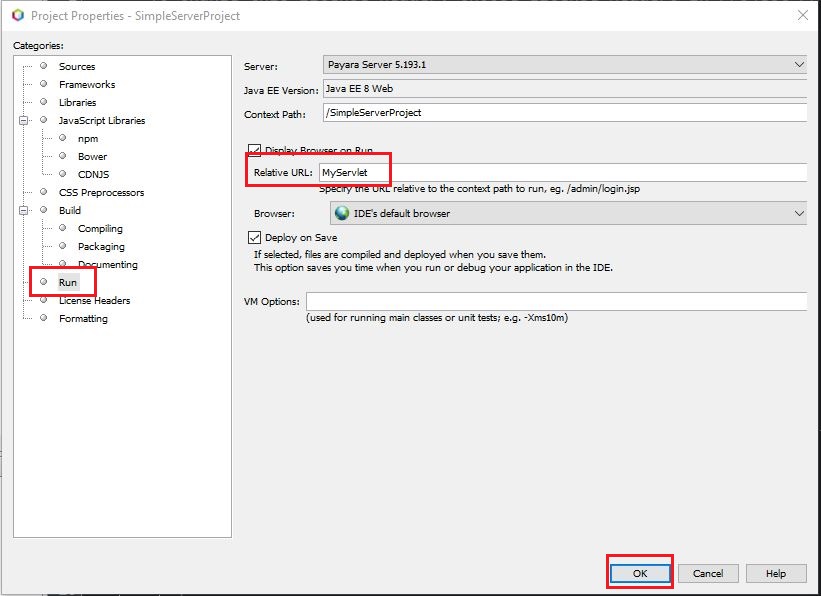 Project Properties - SimpleServerProject
Categories:
Sources
Frameworks
Libraries
JavaScript Libraries
npm
Bower
CDNJS
CSS Preprocessors
Build
Compiling
Packaging
Documenting
Run
License Headers
Formatting
Server: Payara Server 5.193.1
Java EE Version: Java EE 8 Web
Context Path: /SimpleServerProject
Display Browser on Run
Relative URL: MyServlet
Specify the URL relative to the context path to run, eg. /admin/login.jsp
Browser: IDE's default browser
Deploy on Save
If selected, files are compiled and deployed when you save them.
This option saves you time when you run or debug your application in the IDE.
VM Options:
(used for running main classes or unit tests; e.g. -Xms10m)
OK Cancel Help